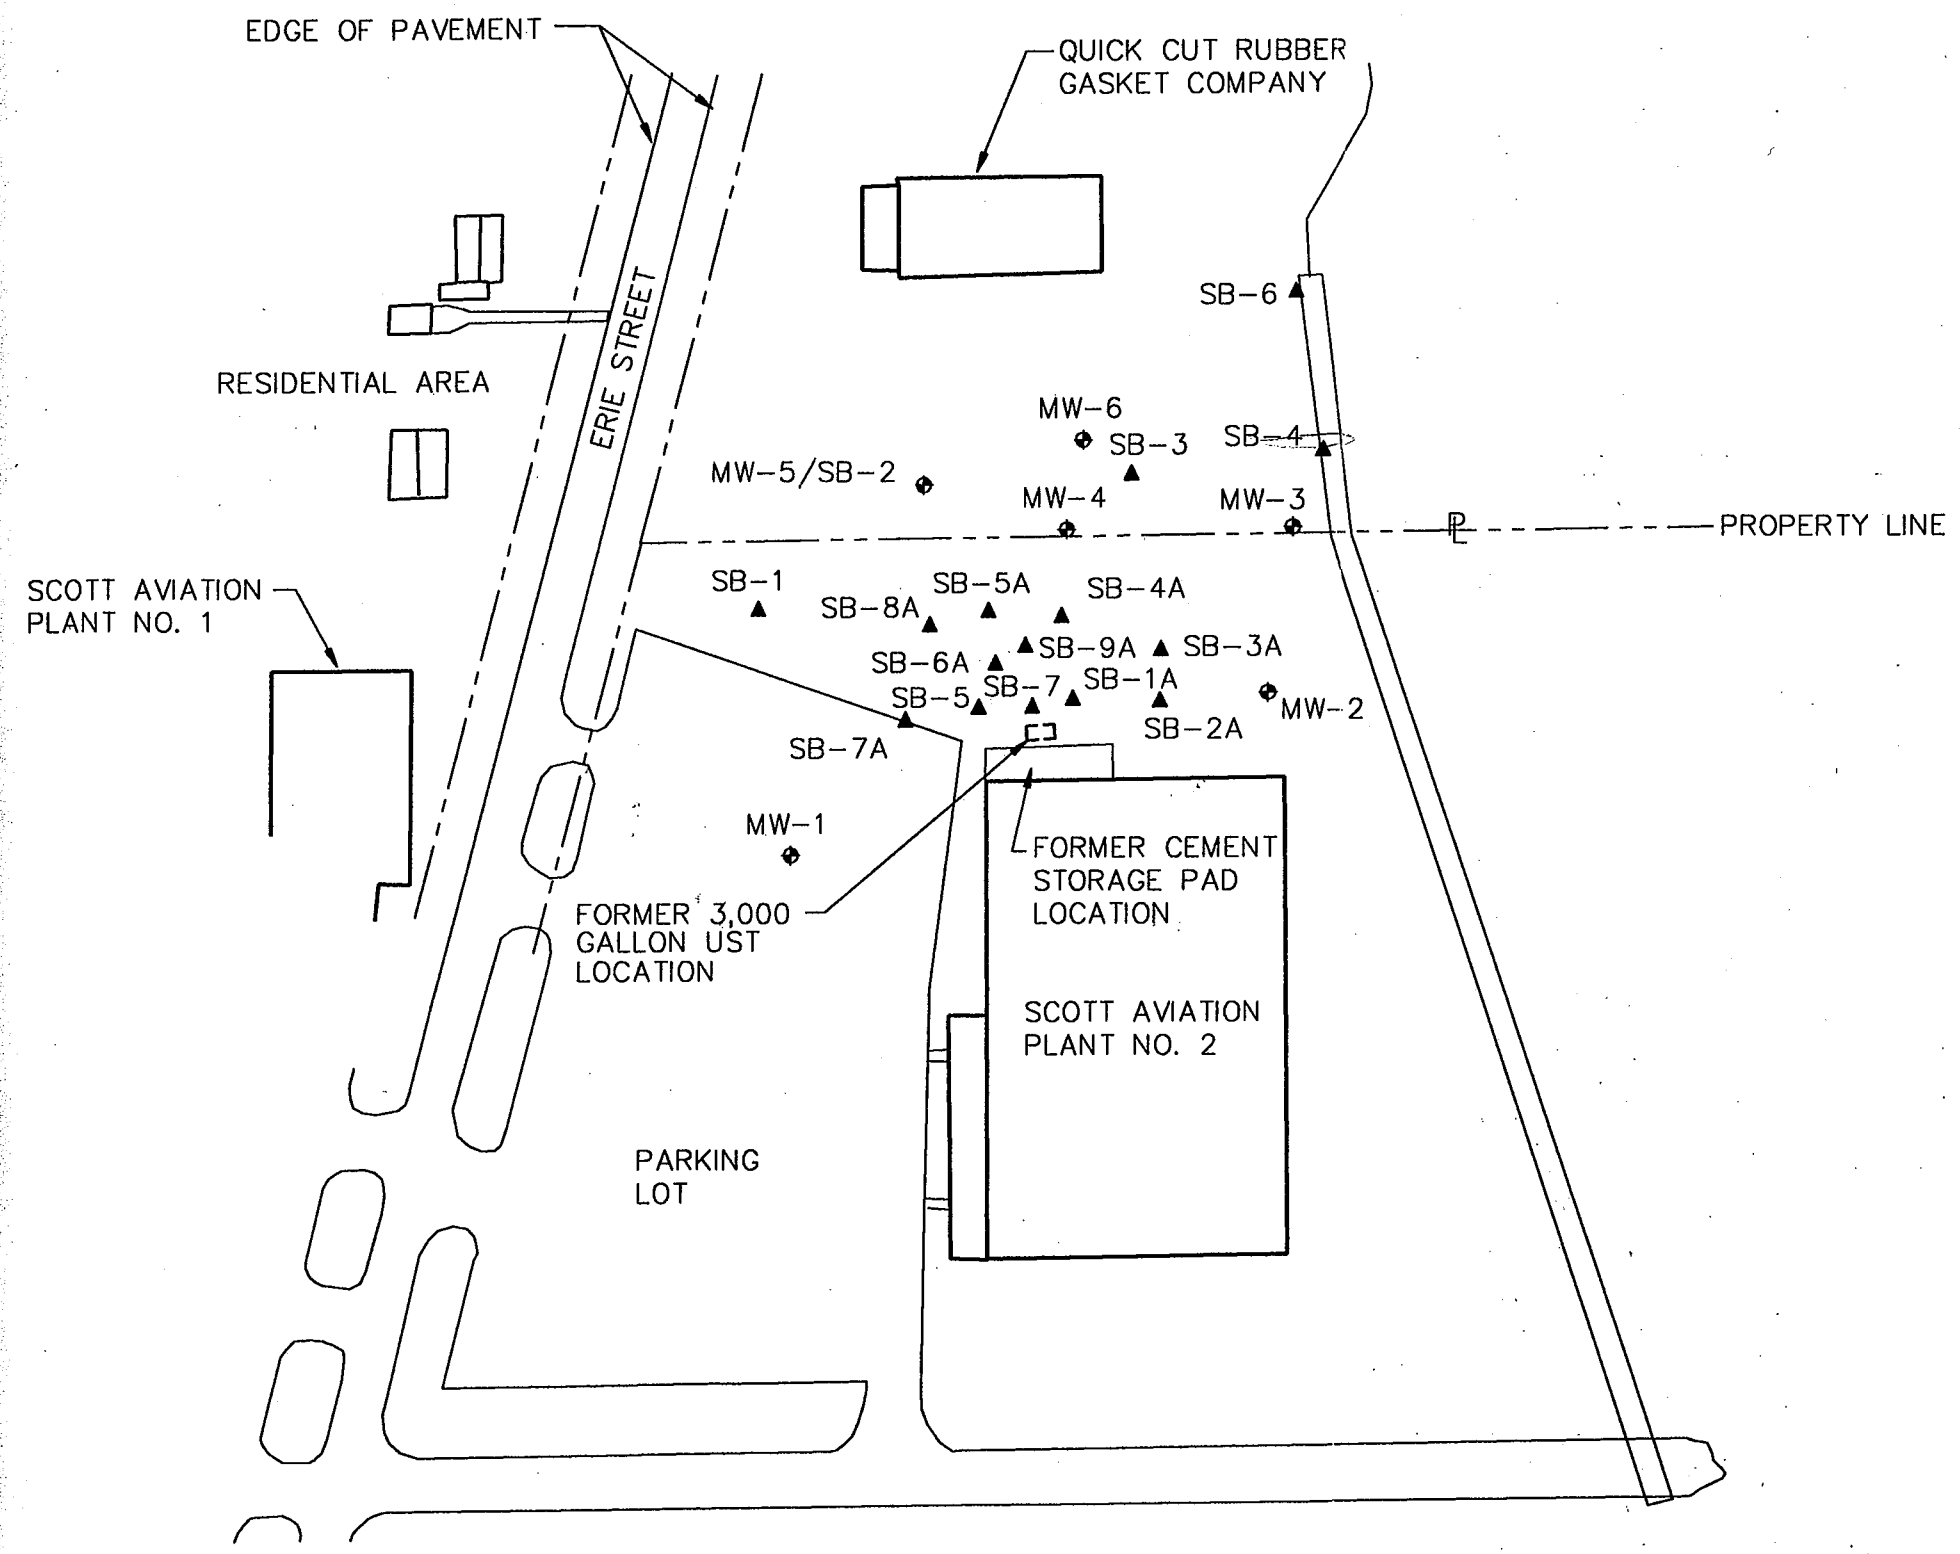 EDGE OF PAVEMENT
QUICK CUT RUBBER
GASKET COMPANY
ERIE STREET
SB-6
RESIDENTIAL AREA
MW-6
SB-3
SB-4
MW-5/SB-2
MW-4
MW-3
PL
PROPERTY LINE
SCOTT AVIATION
PLANT NO. 1
SB-1
SB-8A
SB-5A
SB-4A
SB-6A
SB-9A
SB-3A
SB-5
SB-7
SB-1A
MW-2
SB-7A
SB-2A
MW-1
FORMER CEMENT
STORAGE PAD
LOCATION
FORMER 3,000
GALLON UST
LOCATION
SCOTT AVIATION
PLANT NO. 2
PARKING
LOT